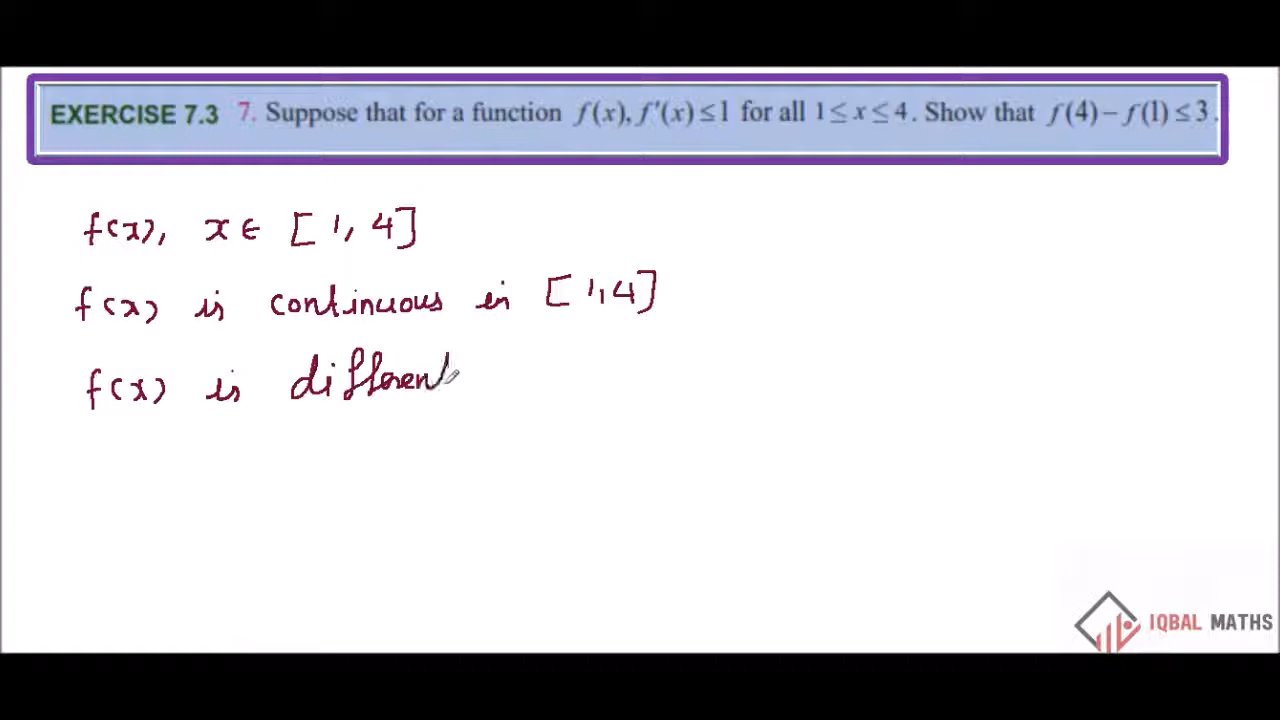 EXERCISE 7.3 7. Suppose that for a function f(x), f'(x) ≤ 1 for all 1 ≤ x ≤ 4. Show that f(4) − f(1) ≤ 3.
f(x), x ∈ [1, 4]
f(x) is continuous in [1,4]
f(x) is different
IQBAL MATHS